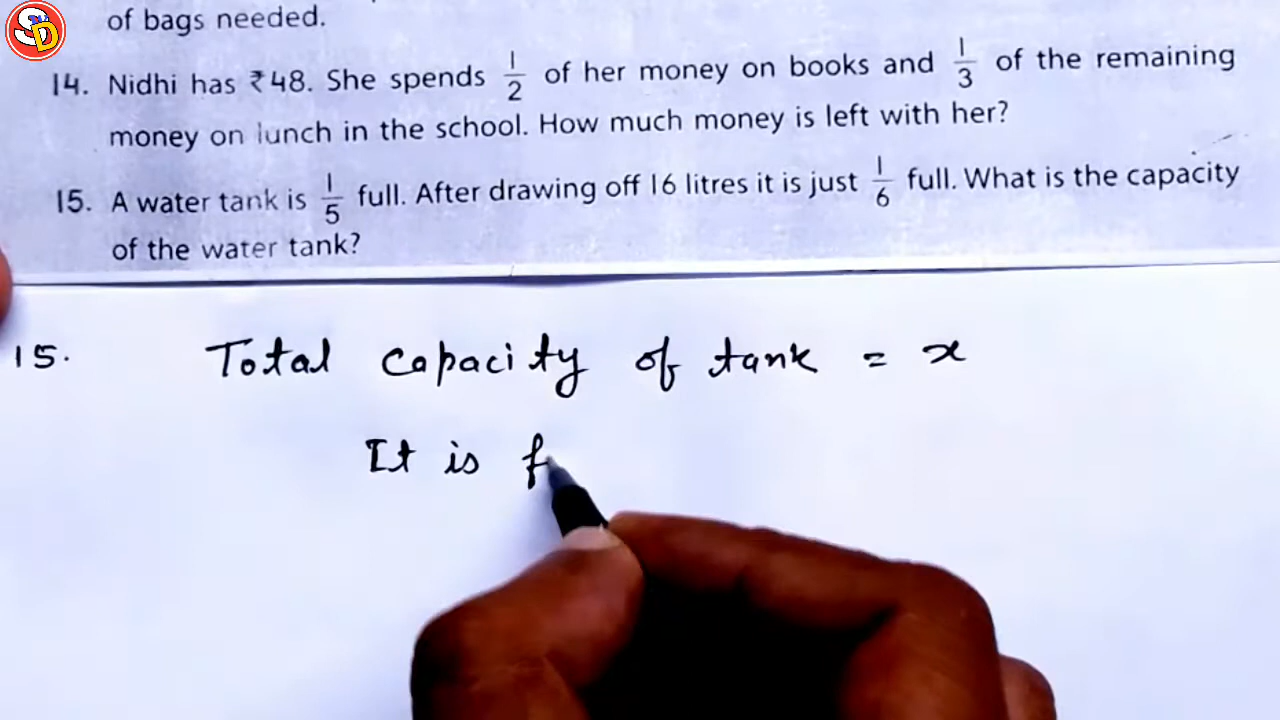 SD
of bags needed.
14. Nidhi has ₹48. She spends 1/2 of her money on books and 1/3 of the remaining
money on lunch in the school. How much money is left with her?
15. A water tank is 1/5 full. After drawing off 16 litres it is just 1/6 full. What is the capacity
of the water tank?
15. Total capacity of tank = x
It is f